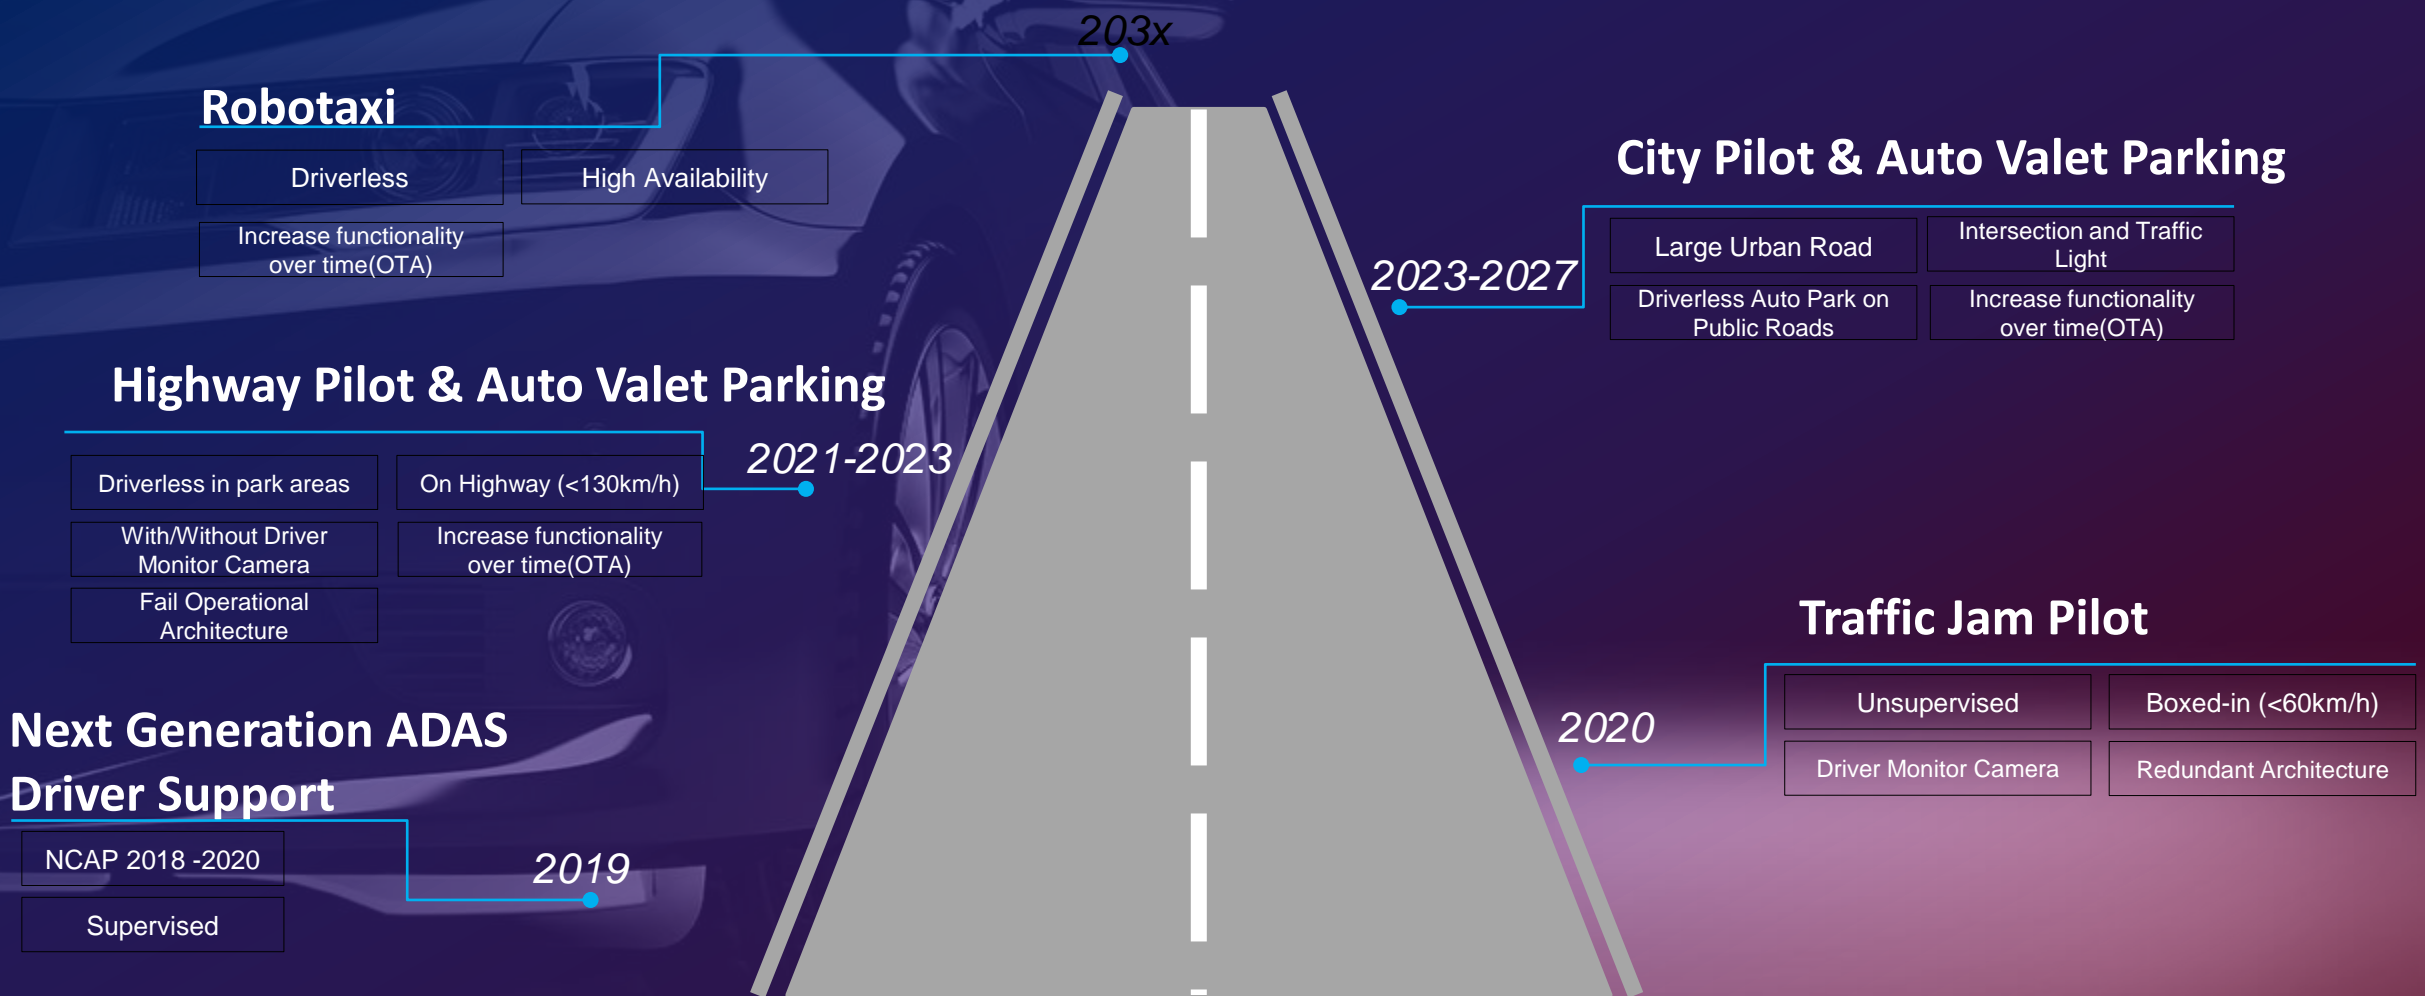 203x
Robotaxi
Driverless
High Availability
Increase functionality
over time(OTA)
City Pilot & Auto Valet Parking
2023-2027
Large Urban Road
Intersection and Traffic
Light
Driverless Auto Park on
Public Roads
Increase functionality
over time(OTA)
Highway Pilot & Auto Valet Parking
2021-2023
Driverless in park areas
On Highway (<130km/h)
With/Without Driver
Monitor Camera
Increase functionality
over time(OTA)
Fail Operational
Architecture
Traffic Jam Pilot
2020
Unsupervised
Boxed-in (<60km/h)
Driver Monitor Camera
Redundant Architecture
Next Generation ADAS
Driver Support
2019
NCAP 2018 -2020
Supervised